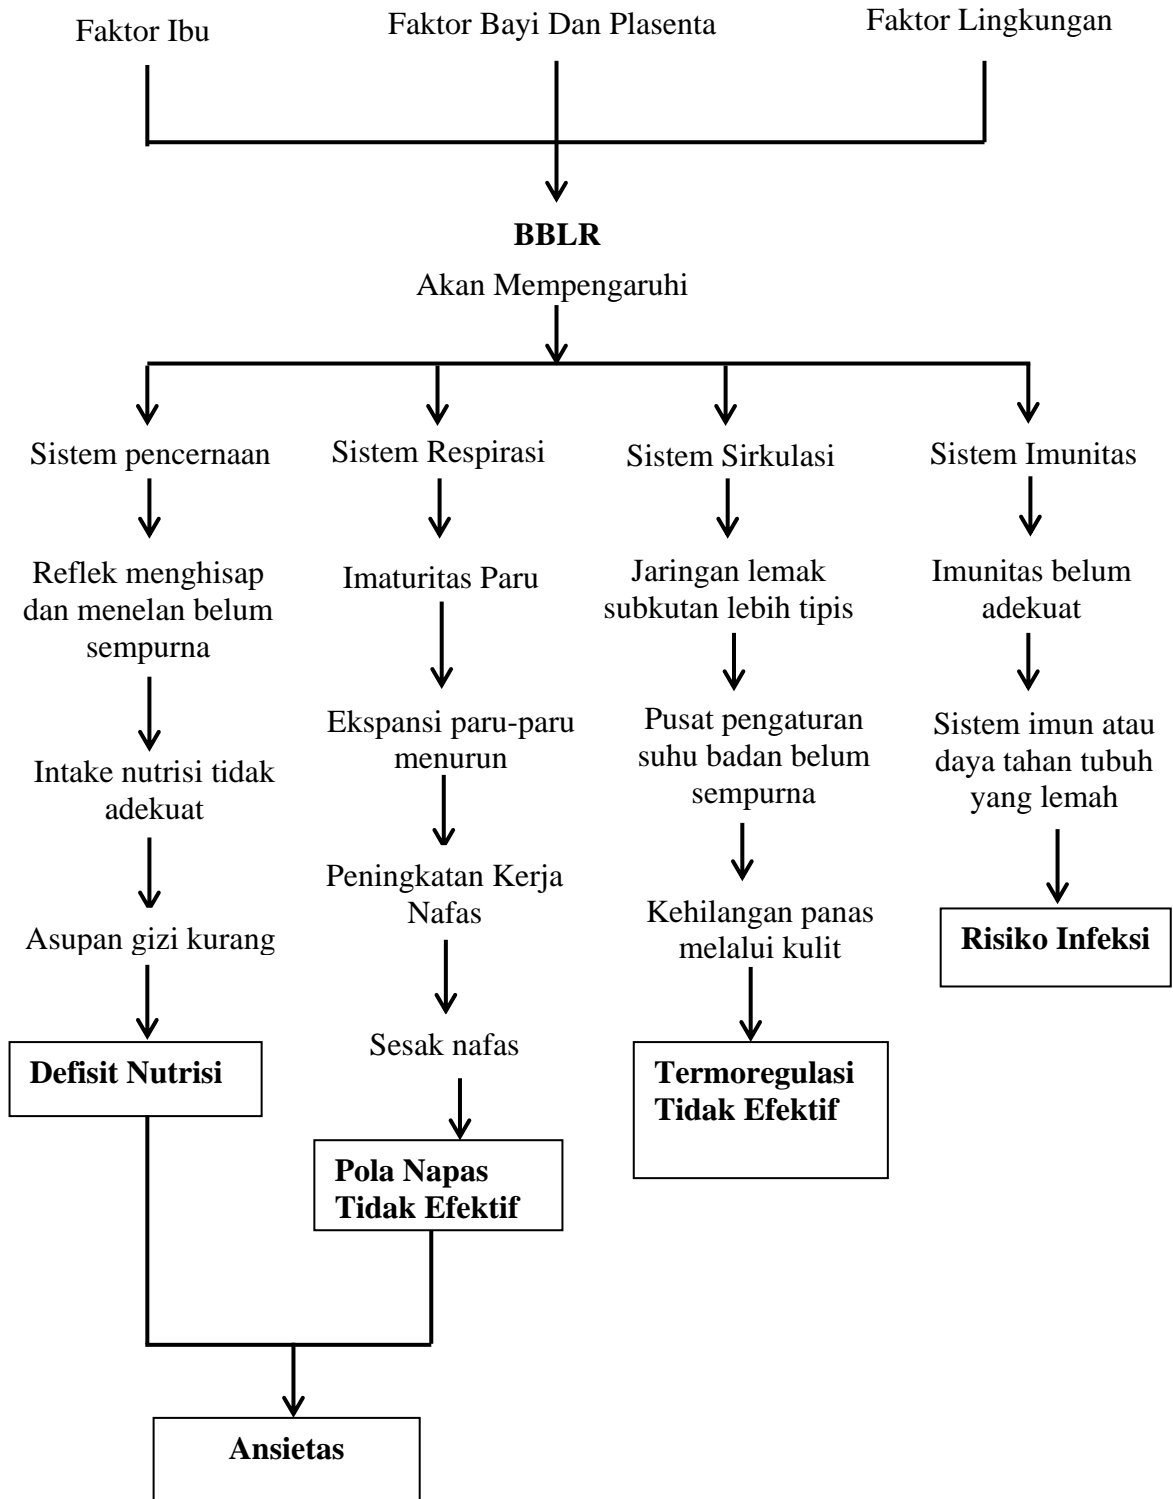 Faktor Ibu
Faktor Bayi Dan Plasenta
Faktor Lingkungan
BBLR
Akan Mempengaruhi
Sistem pencernaan
Sistem Respirasi
Sistem Sirkulasi
Sistem Imunitas
Reflek menghisap
dan menelan belum
sempurna
Imaturitas Paru
Jaringan lemak
subkutan lebih tipis
Imunitas belum
adekuat
Intake nutrisi tidak
adekuat
Ekspansi paru-paru
menurun
Pusat pengaturan
suhu badan belum
sempurna
Sistem imun atau
daya tahan tubuh
yang lemah
Asupan gizi kurang
Peningkatan Kerja
Nafas
Kehilangan panas
melalui kulit
Risiko Infeksi
Defisit Nutrisi
Sesak nafas
Termoregulasi
Tidak Efektif
Pola Napas
Tidak Efektif
Ansietas